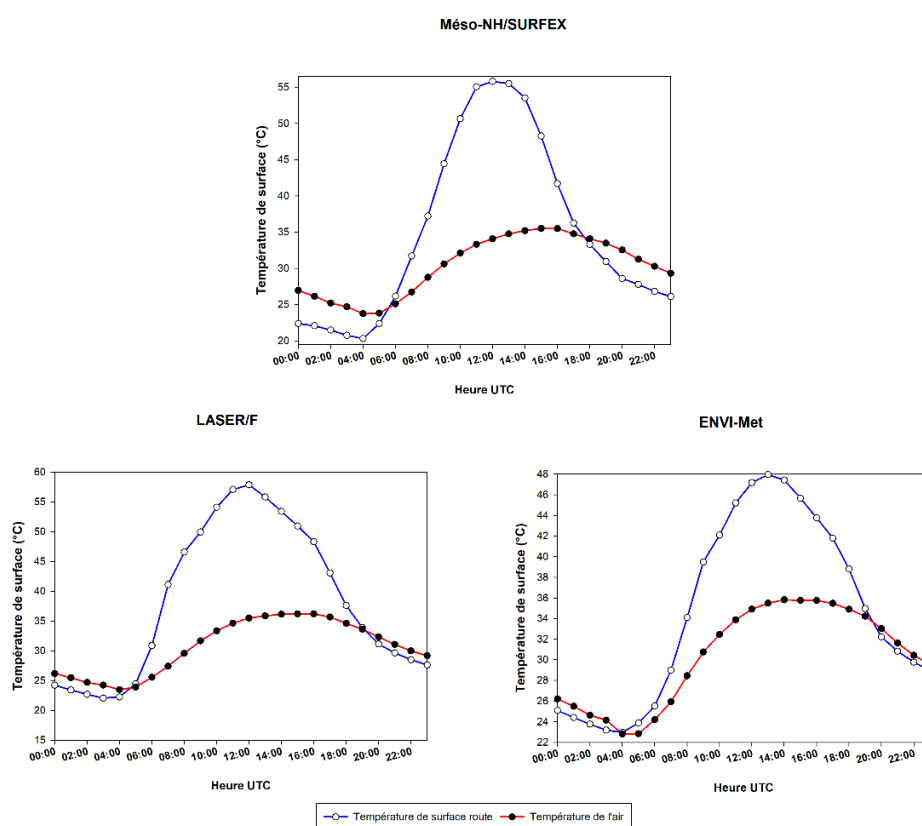 Méso-NH/SURFEX
Température de surface (°C)
55
50
45
40
35
30
25
20
00:00 02:00 04:00 06:00 08:00 10:00 12:00 14:00 16:00 18:00 20:00 22:00
Heure UTC
LASER/F
Température de surface (°C)
60
55
50
45
40
35
30
25
20
15
00:00 02:00 04:00 06:00 08:00 10:00 12:00 14:00 16:00 18:00 20:00 22:00
Heure UTC
ENVI-Met
Température de surface (°C)
48
46
44
42
40
38
36
34
32
30
28
26
24
22
00:00 02:00 04:00 06:00 08:00 10:00 12:00 14:00 16:00 18:00 20:00 22:00
Heure UTC
Température de surface route Température de l'air